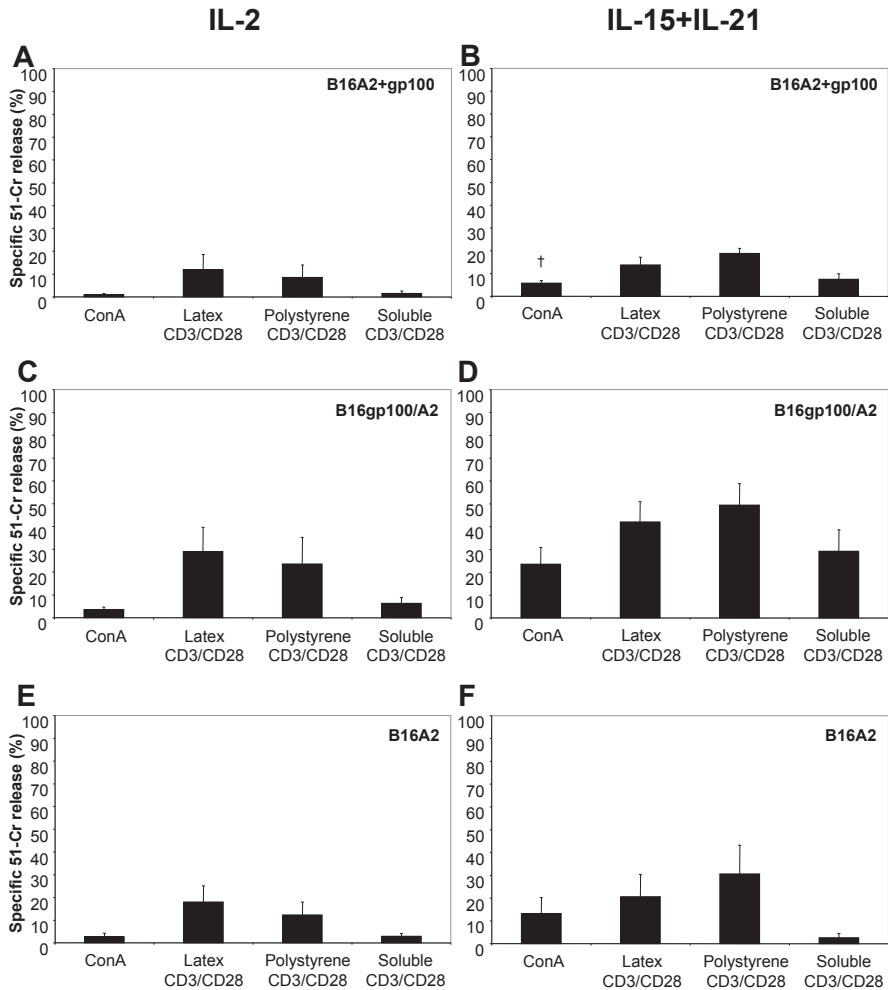 IL-2
IL-15+IL-21
A
B16A2+gp100
Specific 51-Cr release (%)
100
90
80
70
60
50
40
30
20
10
0
ConA
Latex
CD3/CD28
Polystyrene
CD3/CD28
Soluble
CD3/CD28
B
B16A2+gp100
100
90
80
70
60
50
40
30
20
10
0
†
ConA
Latex
CD3/CD28
Polystyrene
CD3/CD28
Soluble
CD3/CD28
C
B16gp100/A2
Specific 51-Cr release (%)
100
90
80
70
60
50
40
30
20
10
0
ConA
Latex
CD3/CD28
Polystyrene
CD3/CD28
Soluble
CD3/CD28
D
B16gp100/A2
100
90
80
70
60
50
40
30
20
10
0
ConA
Latex
CD3/CD28
Polystyrene
CD3/CD28
Soluble
CD3/CD28
E
B16A2
Specific 51-Cr release (%)
100
90
80
70
60
50
40
30
20
10
0
ConA
Latex
CD3/CD28
Polystyrene
CD3/CD28
Soluble
CD3/CD28
F
B16A2
100
90
80
70
60
50
40
30
20
10
0
ConA
Latex
CD3/CD28
Polystyrene
CD3/CD28
Soluble
CD3/CD28